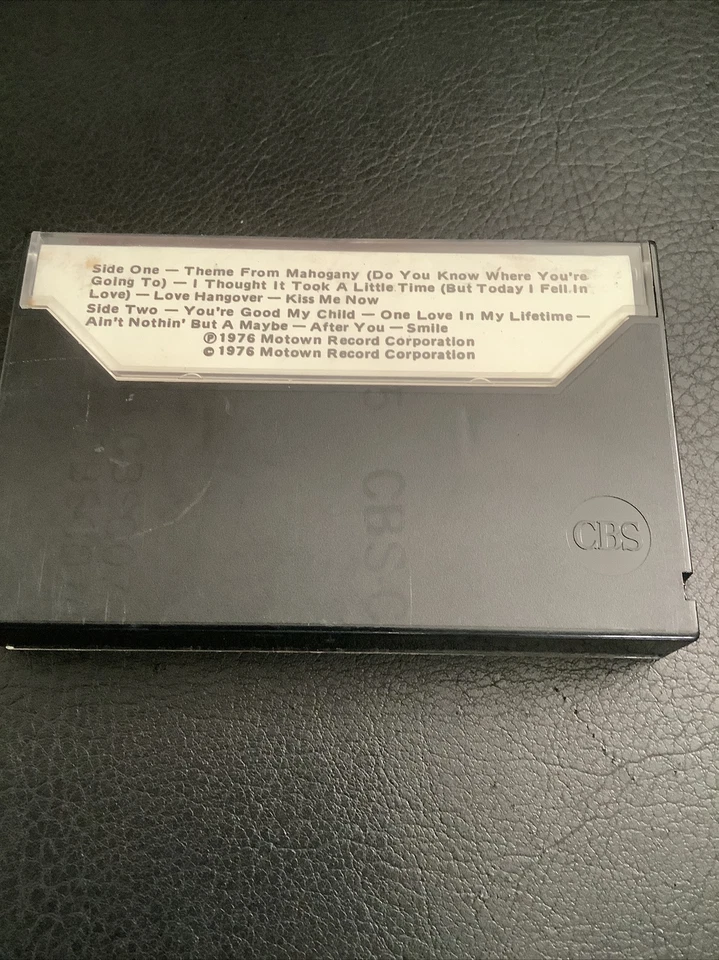 Side One — Theme From Mahogany (Do You Know Where You're
Going To) — I Thought It Took A Little Time (But Today I Fell In
Love) — Love Hangover — Kiss Me Now
Side Two — You're Good My Child — One Love In My Lifetime —
Ain't Nothin' But A Maybe — After You — Smile
Ⓟ 1976 Motown Record Corporation
© 1976 Motown Record Corporation
CBS
CBS